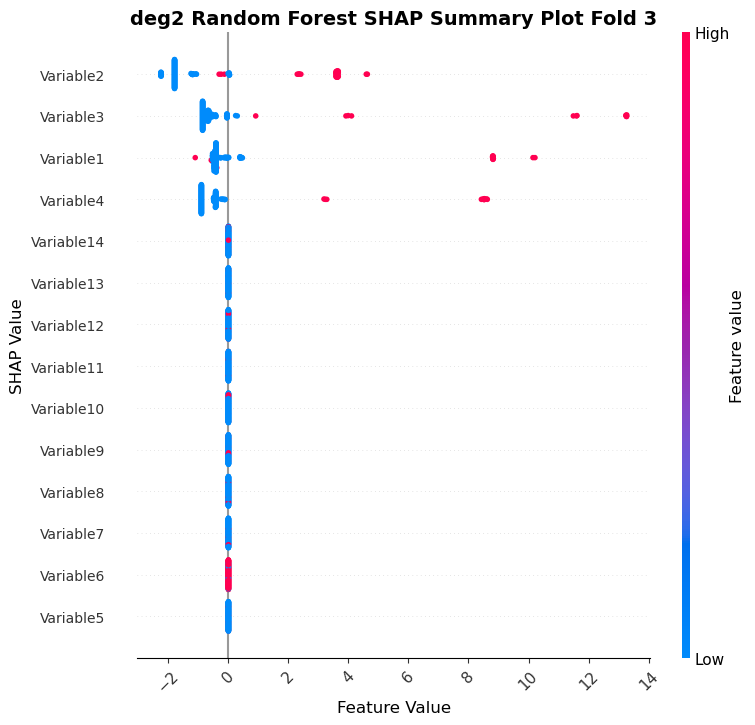 deg2 Random Forest SHAP Summary Plot Fold 3
High
Variable2
Variable3
Variable1
Variable4
Variable14
Variable13
Variable12
Variable11
Variable10
Variable9
Variable8
Variable7
Variable6
Variable5
SHAP Value
Feature value
Low
−2 0 2 4 6 8 10 12 14
Feature Value